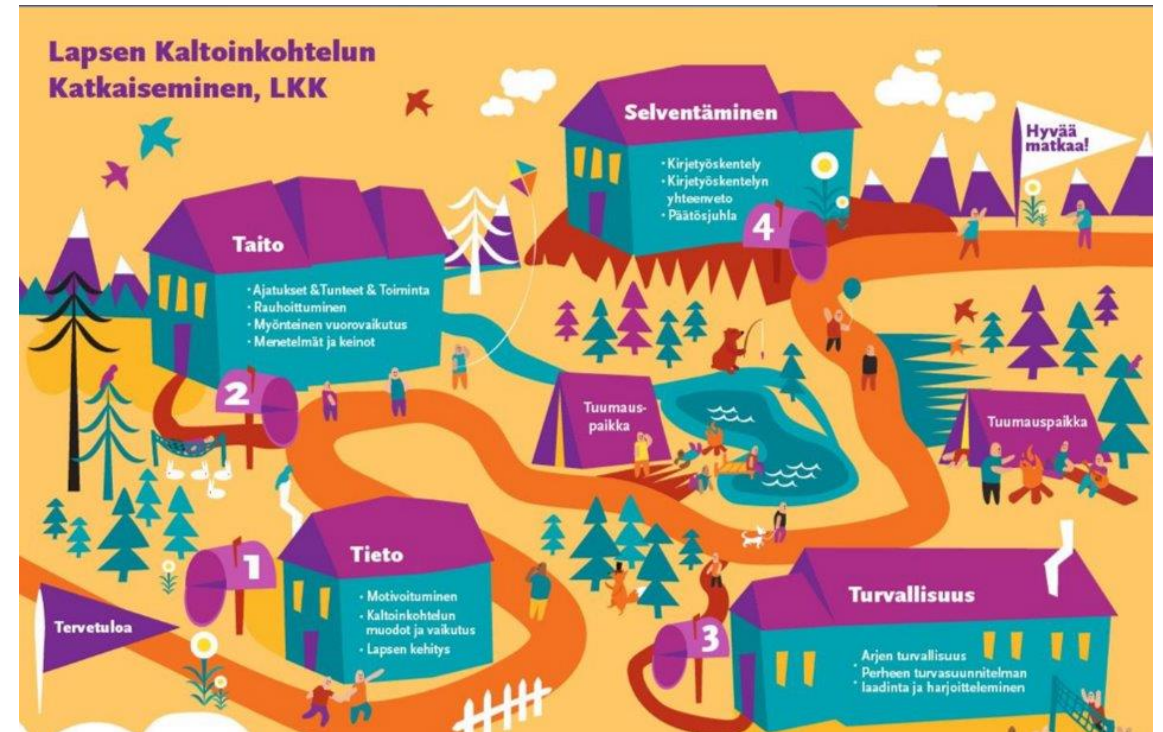 Lapsen Kaltoinkohtelun
Katkaiseminen, LKK
Tervetuloa
1
Tieto
• Motivoituminen
• Kaltoinkohtelun
muodot ja vaikutus
• Lapsen kehitys
2
Taito
• Ajatukset &Tunteet & Toiminta
• Rauhoittuminen
• Myönteinen vuorovaikutus
• Menetelmät ja keinot
Tuumaus-
paikka
3
Turvallisuus
• Arjen turvallisuus
• Perheen turvasuunnitelman
• laadinta ja harjoitteleminen
Tuumauspaikka
4
Selventäminen
• Kirjetyöskentely
• Kirjetyöskentelyn
yhteenveto
• Päätösjuhla
Hyvää
matkaa!